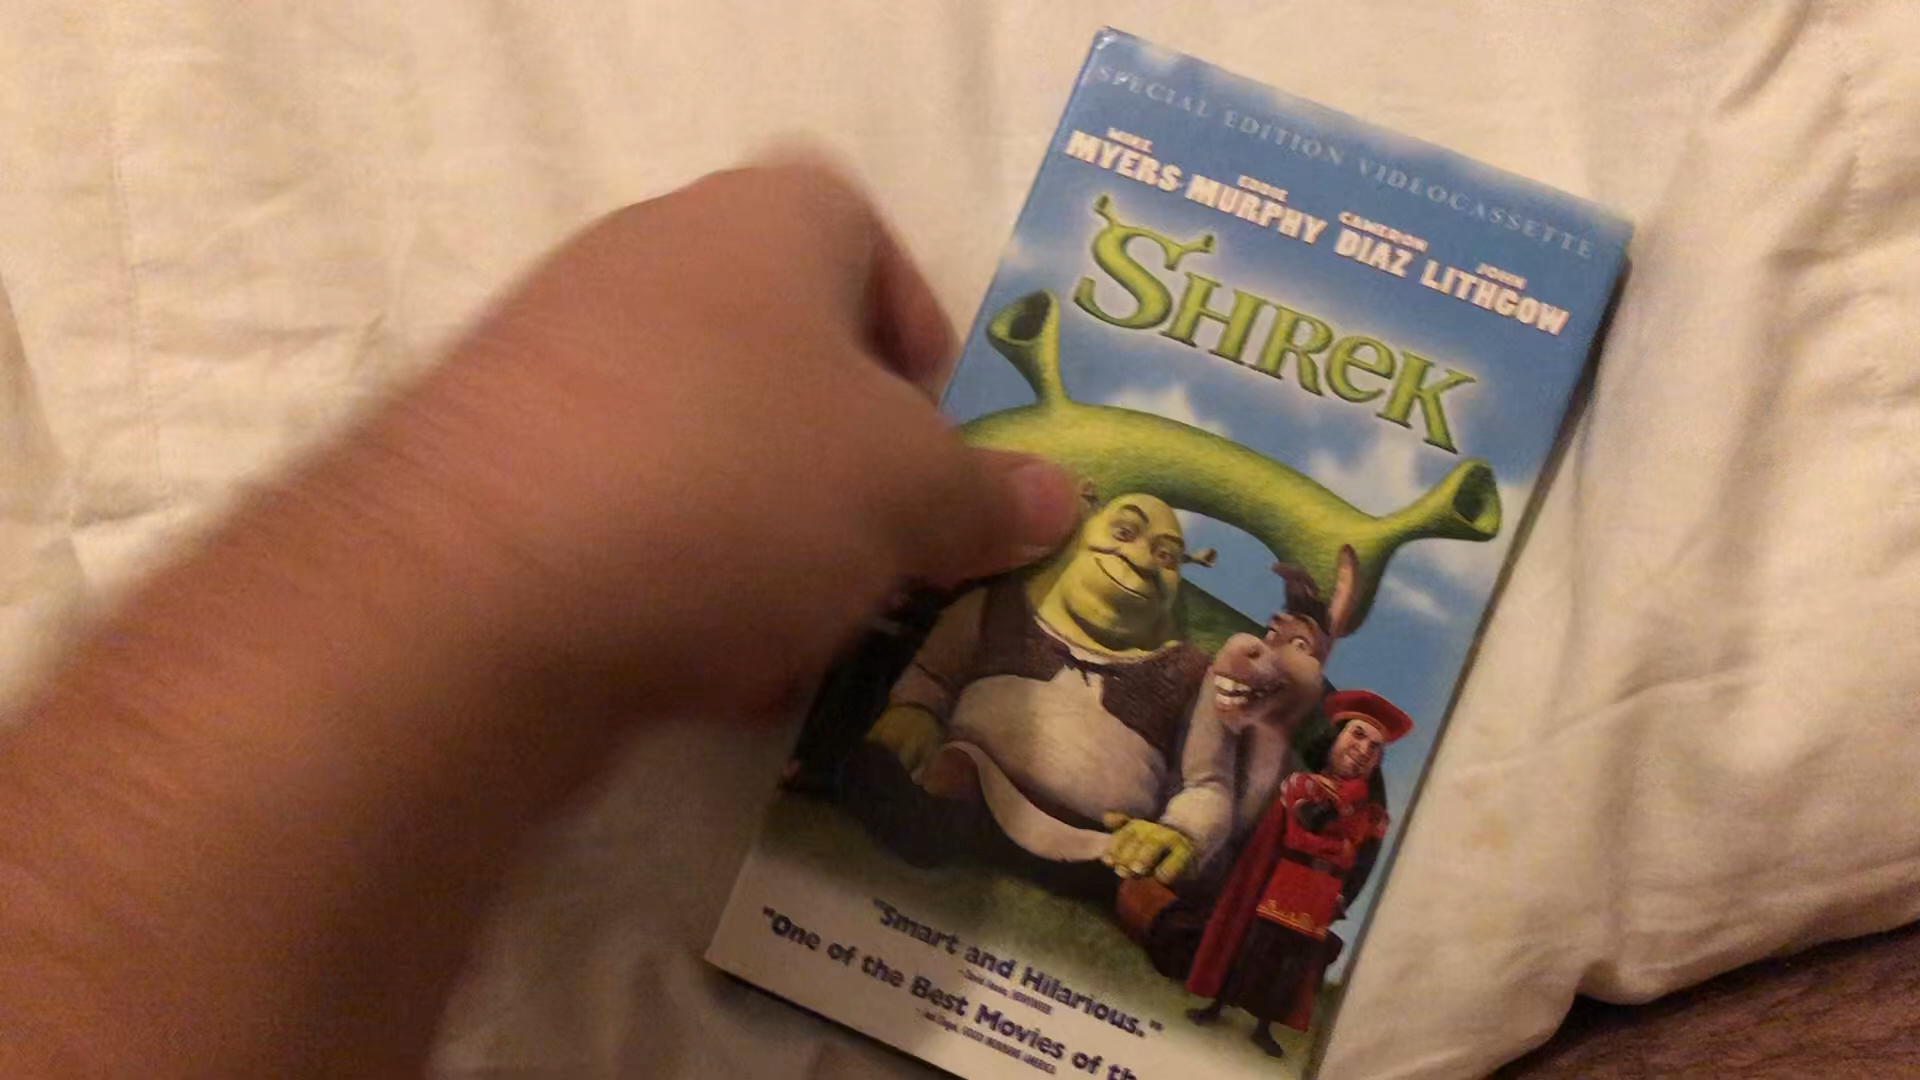 SPECIAL EDITION VIDEOCASSETTE
MIKE EDDIE CAMERON JOHN
MYERS MURPHY DIAZ LITHGOW
SHREK
"Smart and Hilarious."
"One of the Best Movies of th